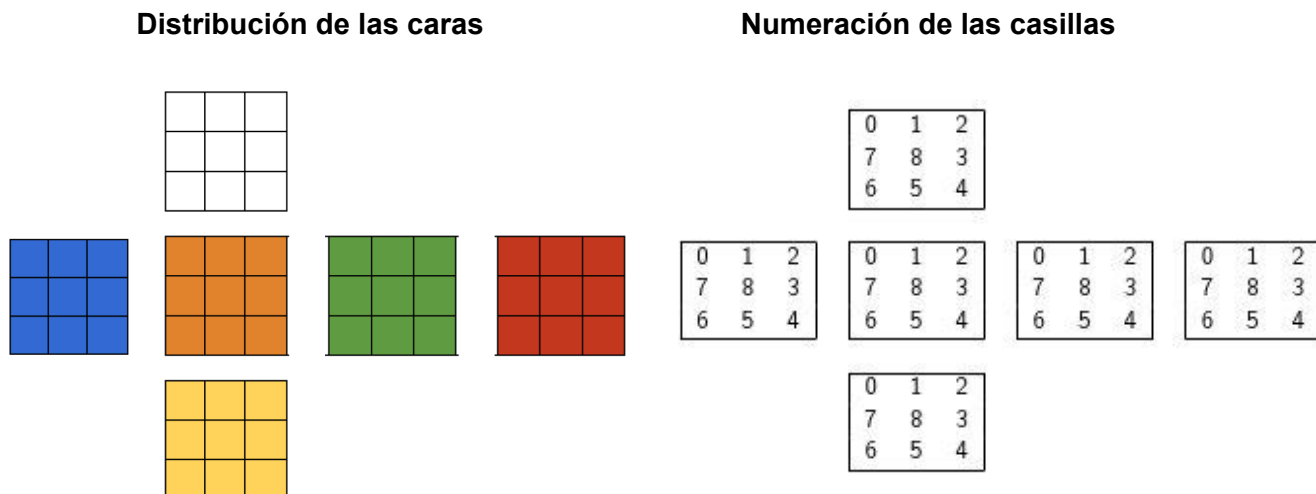 Distribución de las caras
Numeración de las casillas
0 1 2
7 8 3
6 5 4
0 1 2 0 1 2 0 1 2 0 1 2
7 8 3 7 8 3 7 8 3 7 8 3
6 5 4 6 5 4 6 5 4 6 5 4
0 1 2
7 8 3
6 5 4